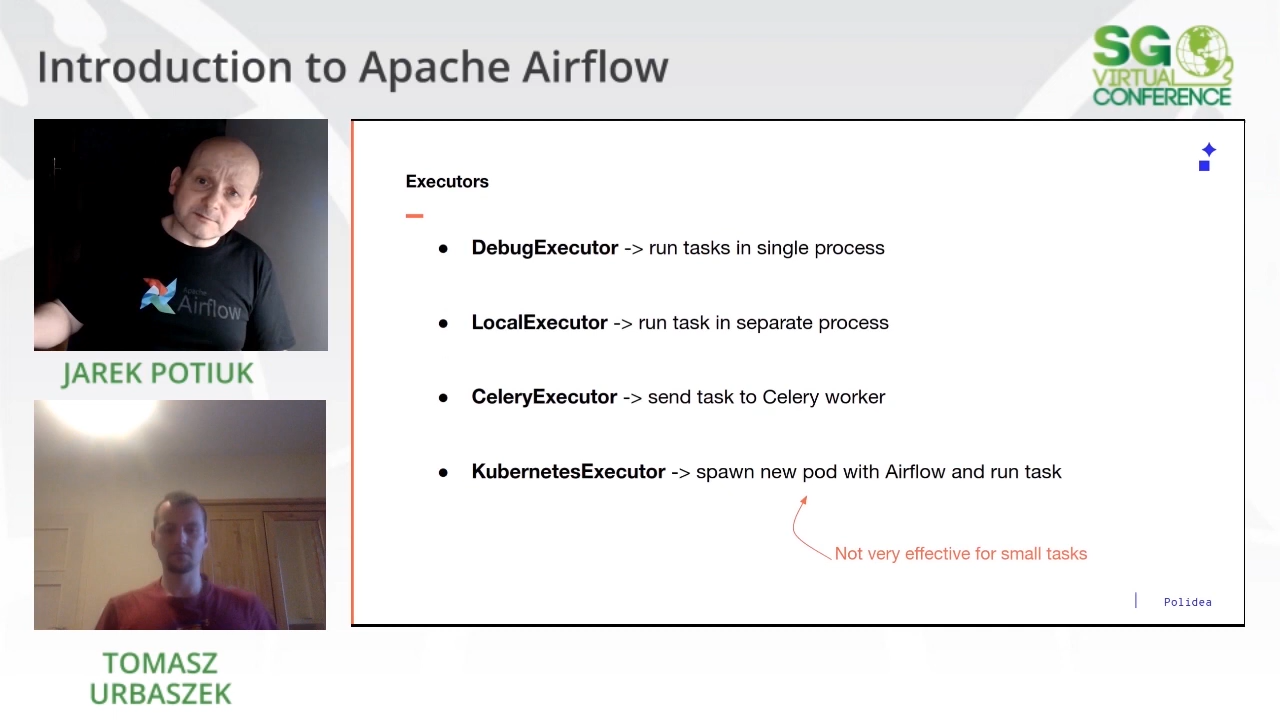 Introduction to Apache Airflow
SG
VIRTUAL
CONFERENCE
Apache
Airflow
JAREK POTIUK
TOMASZ
URBASZEK
Executors
● DebugExecutor -> run tasks in single process
● LocalExecutor -> run task in separate process
● CeleryExecutor -> send task to Celery worker
● KubernetesExecutor -> spawn new pod with Airflow and run task
Not very effective for small tasks
Polidea